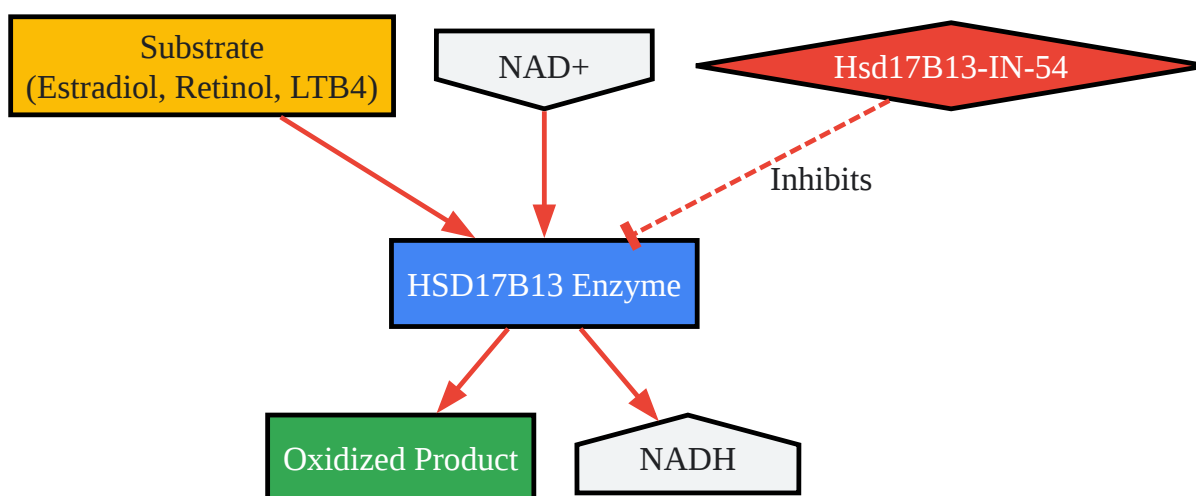 Substrate
(Estradiol, Retinol, LTB4)
NAD+
Hsd17B13-IN-54
Inhibits
HSD17B13 Enzyme
Oxidized Product
NADH